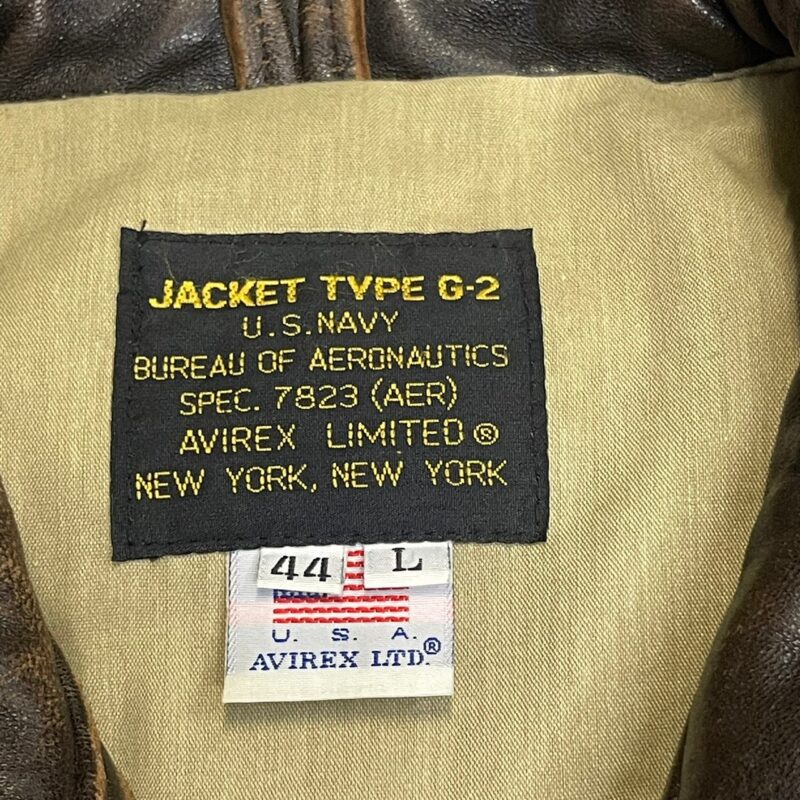 JACKET TYPE G-2
U.S. NAVY
BUREAU OF AERONAUTICS
SPEC. 7823 (AER)
AVIREX LIMITED ®
NEW YORK, NEW YORK
44 L
U. S. A.
AVIREX LTD.®